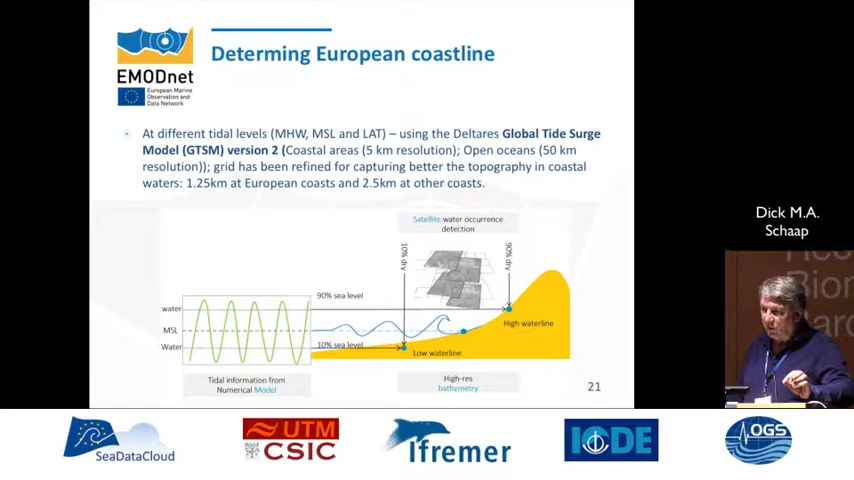 Determing European coastline
EMODnet
European Marine
Observation and
Data Network
At different tidal levels (MHW, MSL and LAT) – using the Deltares Global Tide Surge
Model (GTSM) version 2 (Coastal areas (5 km resolution); Open oceans (50 km
resolution)); grid has been refined for capturing better the topography in coastal
waters: 1.25km at European coasts and 2.5km at other coasts.
Satellite water occurrence
detection
10% dry
90% dry
90% sea level
water
MSL
Water
10% sea level
High waterline
Low waterline
Tidal information from
Numerical Model
High-res
bathymetry
21
Dick M.A.
Schaap
SeaDataCloud
UTM
CSIC
Ifremer
IODE
OGS